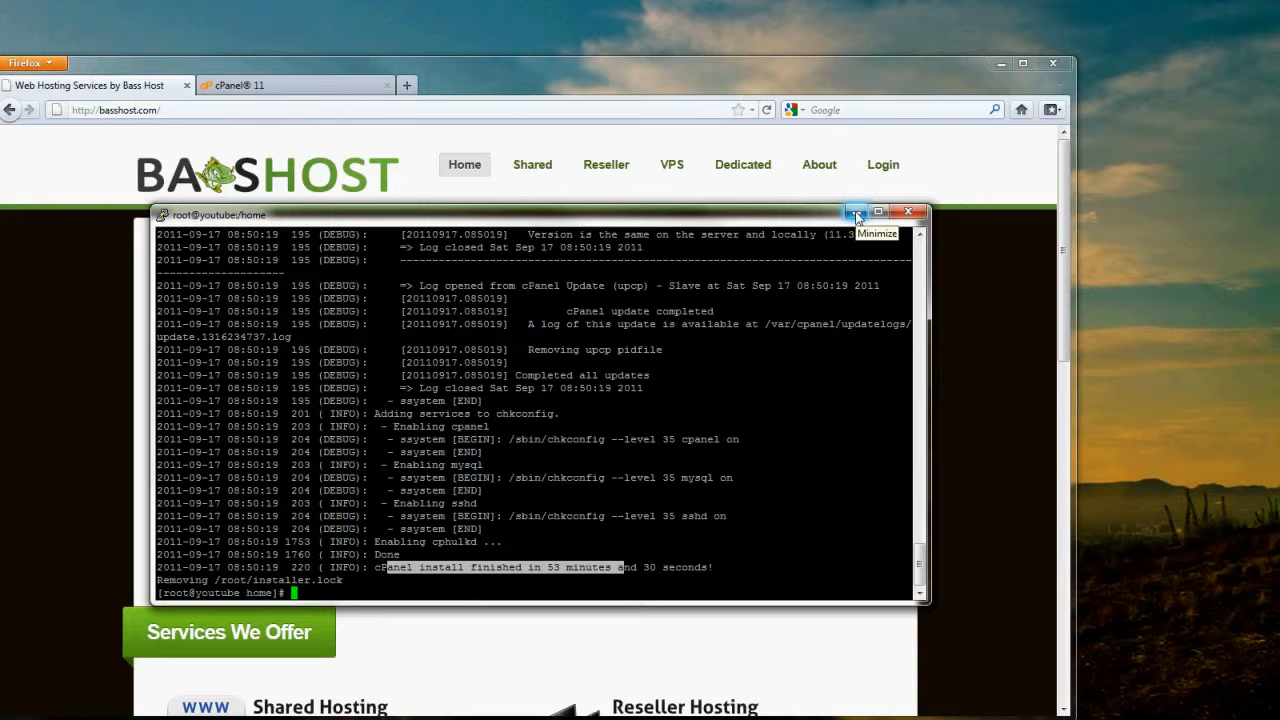 Firefox
Web Hosting Services by Bass Host
cPanel® 11
http://basshost.com/
Google
BASSHOST
Home Shared Reseller VPS Dedicated About Login
root@youtube:/home
Minimize
2011-09-17 08:50:19 195 (DEBUG): [20110917.085019] Version is the same on the server and locally (11.3
2011-09-17 08:50:19 195 (DEBUG): => Log closed Sat Sep 17 08:50:19 2011
2011-09-17 08:50:19 195 (DEBUG): --------------------------------------------------------------------------------
--------------------
2011-09-17 08:50:19 195 (DEBUG): => Log opened from cPanel Update (upcp) - Slave at Sat Sep 17 08:50:19 2011
2011-09-17 08:50:19 195 (DEBUG): [20110917.085019]
2011-09-17 08:50:19 195 (DEBUG): [20110917.085019] cPanel update completed
2011-09-17 08:50:19 195 (DEBUG): [20110917.085019] A log of this update is available at /var/cpanel/updatelogs/
update.1316234737.log
2011-09-17 08:50:19 195 (DEBUG): [20110917.085019] Removing upcp pidfile
2011-09-17 08:50:19 195 (DEBUG): [20110917.085019]
2011-09-17 08:50:19 195 (DEBUG): [20110917.085019] Completed all updates
2011-09-17 08:50:19 195 (DEBUG): => Log closed Sat Sep 17 08:50:19 2011
2011-09-17 08:50:19 195 (DEBUG): - ssystem [END]
2011-09-17 08:50:19 201 ( INFO): Adding services to chkconfig.
2011-09-17 08:50:19 203 ( INFO): - Enabling cpanel
2011-09-17 08:50:19 204 (DEBUG): - ssystem [BEGIN]: /sbin/chkconfig --level 35 cpanel on
2011-09-17 08:50:19 204 (DEBUG): - ssystem [END]
2011-09-17 08:50:19 203 ( INFO): - Enabling mysql
2011-09-17 08:50:19 204 (DEBUG): - ssystem [BEGIN]: /sbin/chkconfig --level 35 mysql on
2011-09-17 08:50:19 204 (DEBUG): - ssystem [END]
2011-09-17 08:50:19 203 ( INFO): - Enabling sshd
2011-09-17 08:50:19 204 (DEBUG): - ssystem [BEGIN]: /sbin/chkconfig --level 35 sshd on
2011-09-17 08:50:19 204 (DEBUG): - ssystem [END]
2011-09-17 08:50:19 1753 ( INFO): Enabling cphulkd ...
2011-09-17 08:50:19 1760 ( INFO): Done
2011-09-17 08:50:19 220 ( INFO): cPanel install finished in 53 minutes and 30 seconds!
Removing /root/installer.lock
[root@youtube home]#
Services We Offer
WWW
Shared Hosting
Reseller Hosting